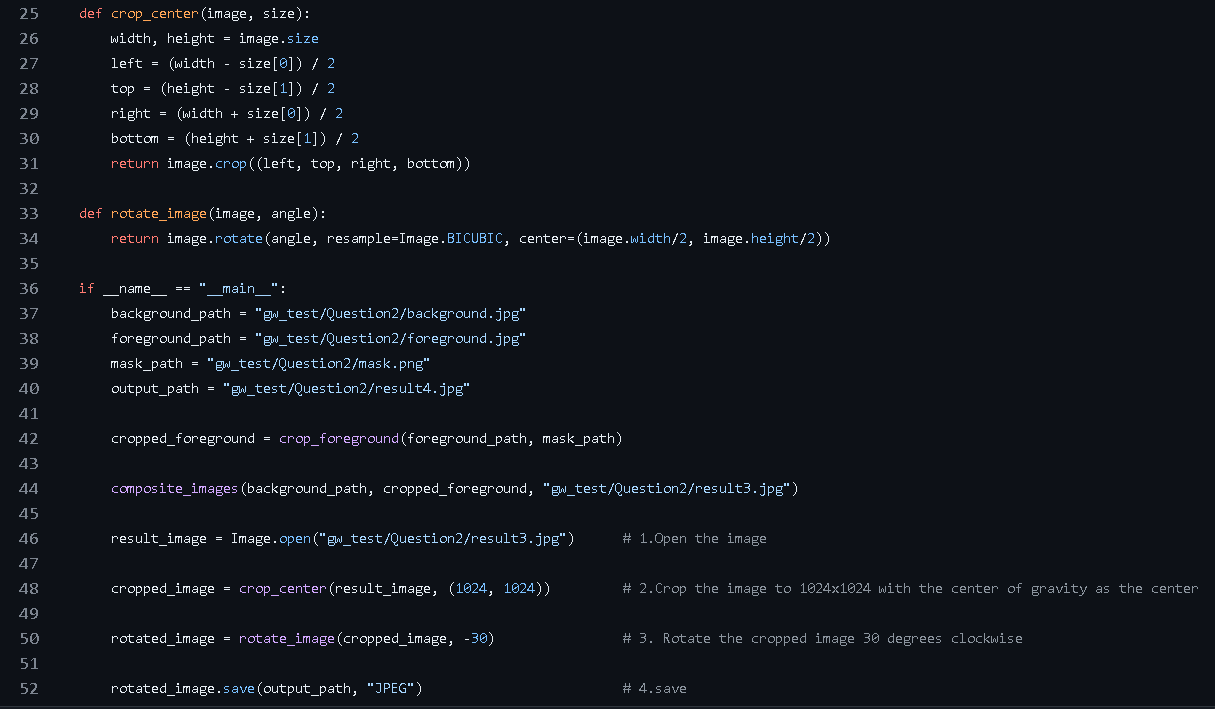 25 def crop_center(image, size):
26 width, height = image.size
27 left = (width - size[0]) / 2
28 top = (height - size[1]) / 2
29 right = (width + size[0]) / 2
30 bottom = (height + size[1]) / 2
31 return image.crop((left, top, right, bottom))
32
33 def rotate_image(image, angle):
34 return image.rotate(angle, resample=Image.BICUBIC, center=(image.width/2, image.height/2))
35
36 if __name__ == "__main__":
37 background_path = "gw_test/Question2/background.jpg"
38 foreground_path = "gw_test/Question2/foreground.jpg"
39 mask_path = "gw_test/Question2/mask.png"
40 output_path = "gw_test/Question2/result4.jpg"
41
42 cropped_foreground = crop_foreground(foreground_path, mask_path)
43
44 composite_images(background_path, cropped_foreground, "gw_test/Question2/result3.jpg")
45
46 result_image = Image.open("gw_test/Question2/result3.jpg") # 1.Open the image
47
48 cropped_image = crop_center(result_image, (1024, 1024)) # 2.Crop the image to 1024x1024 with the center of gravity as the center
49
50 rotated_image = rotate_image(cropped_image, -30) # 3. Rotate the cropped image 30 degrees clockwise
51
52 rotated_image.save(output_path, "JPEG") # 4.save